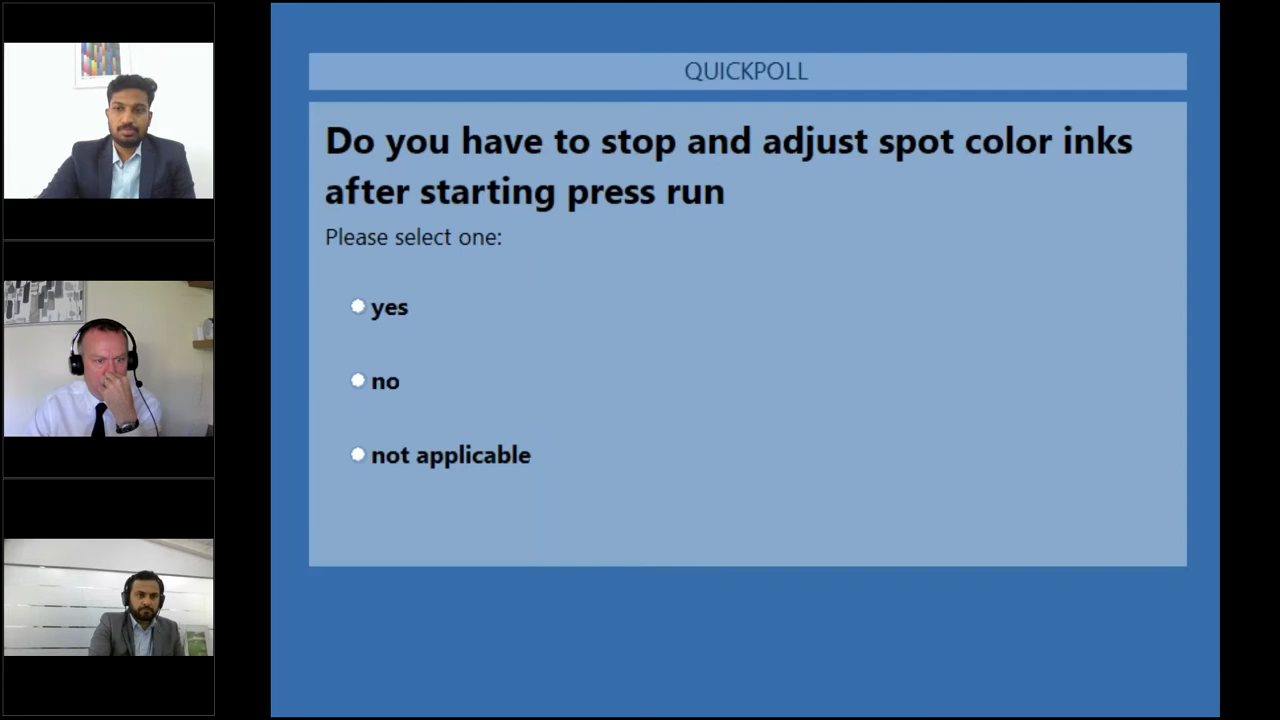 QUICKPOLL
Do you have to stop and adjust spot color inks
after starting press run
Please select one:
yes
no
not applicable